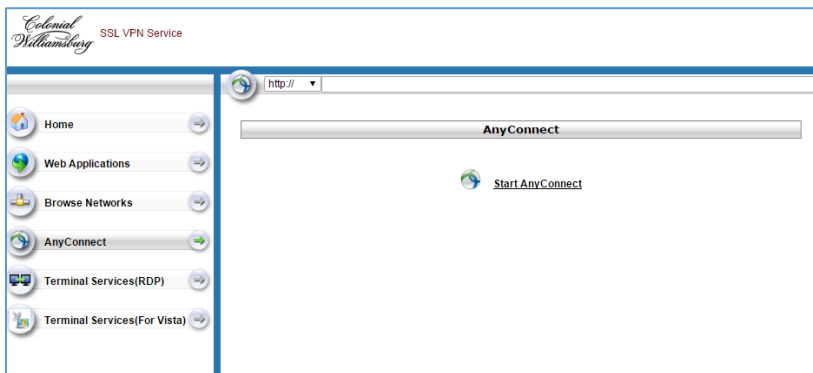 Colonial
Williamsburg
SSL VPN Service
http://
Home
AnyConnect
Web Applications
Start AnyConnect
Browse Networks
AnyConnect
Terminal Services(RDP)
Terminal Services(For Vista)